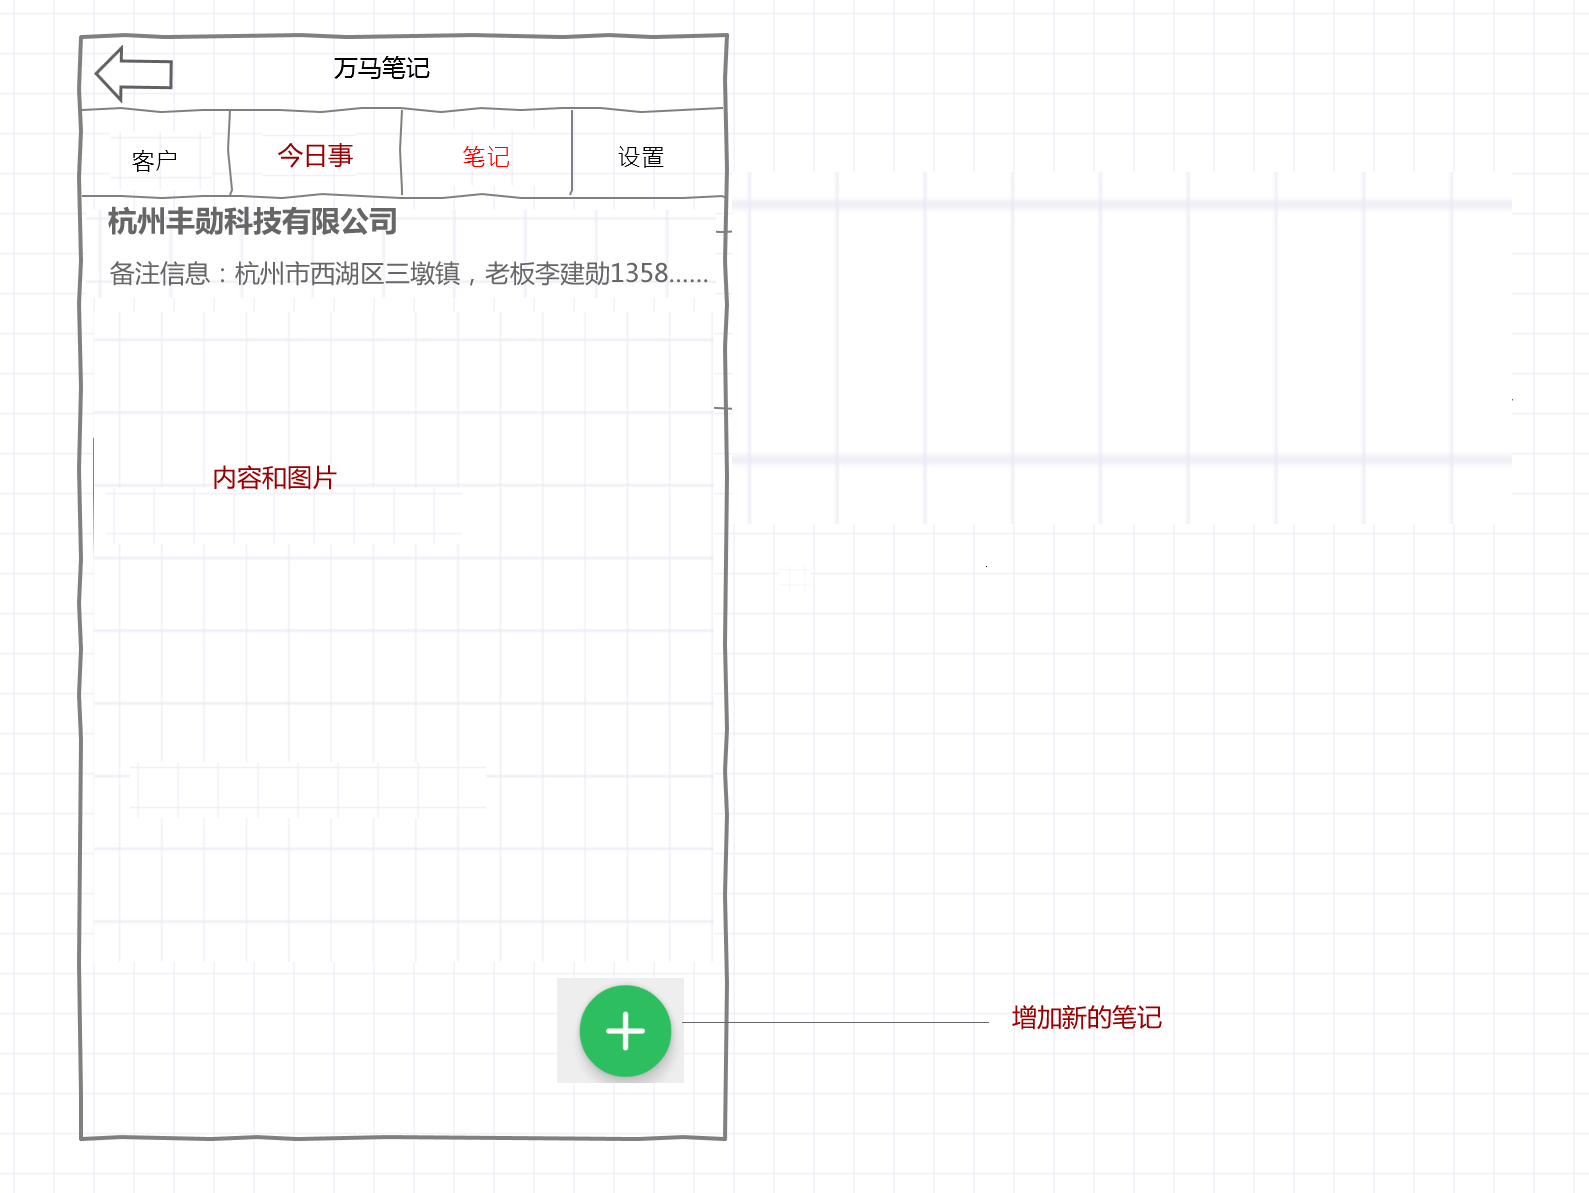 万马笔记
客户 今日事 笔记 设置
杭州丰勋科技有限公司
备注信息：杭州市西湖区三墩镇，老板李建勋1358......
内容和图片
增加新的笔记